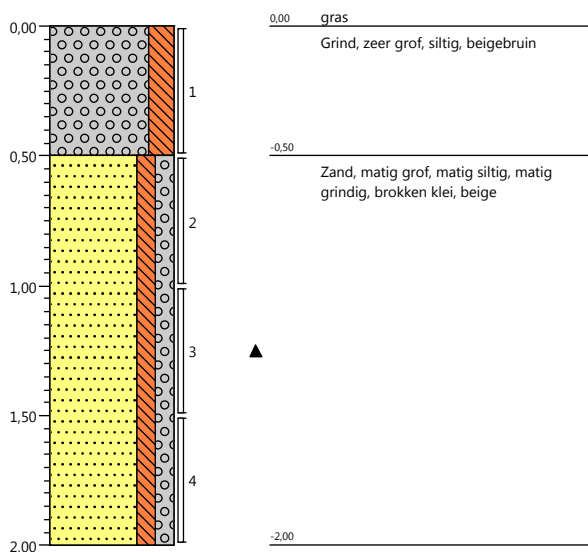 0,00
0,50
1,00
1,50
2,00
1
2
3
4
0,00 gras
Grind, zeer grof, siltig, beigebruin
-0,50
Zand, matig grof, matig siltig, matig
grindig, brokken klei, beige
-2,00